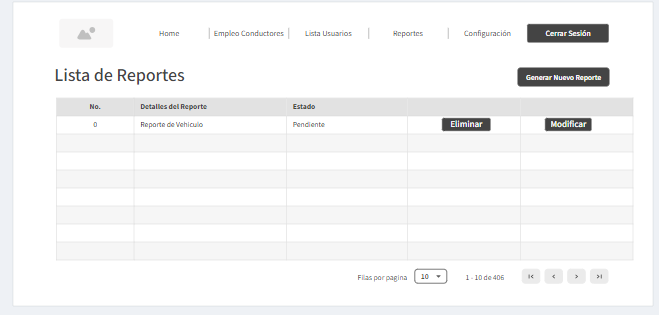 Home Empleo Conductores Lista Usuarios Reportes Configuración Cerrar Sesión
Lista de Reportes Generar Nuevo Reporte
No. Detalles del Reporte Estado
0 Reporte de Vehiculo Pendiente Eliminar Modificar
Filas por pagina 10 1 - 10 de 406